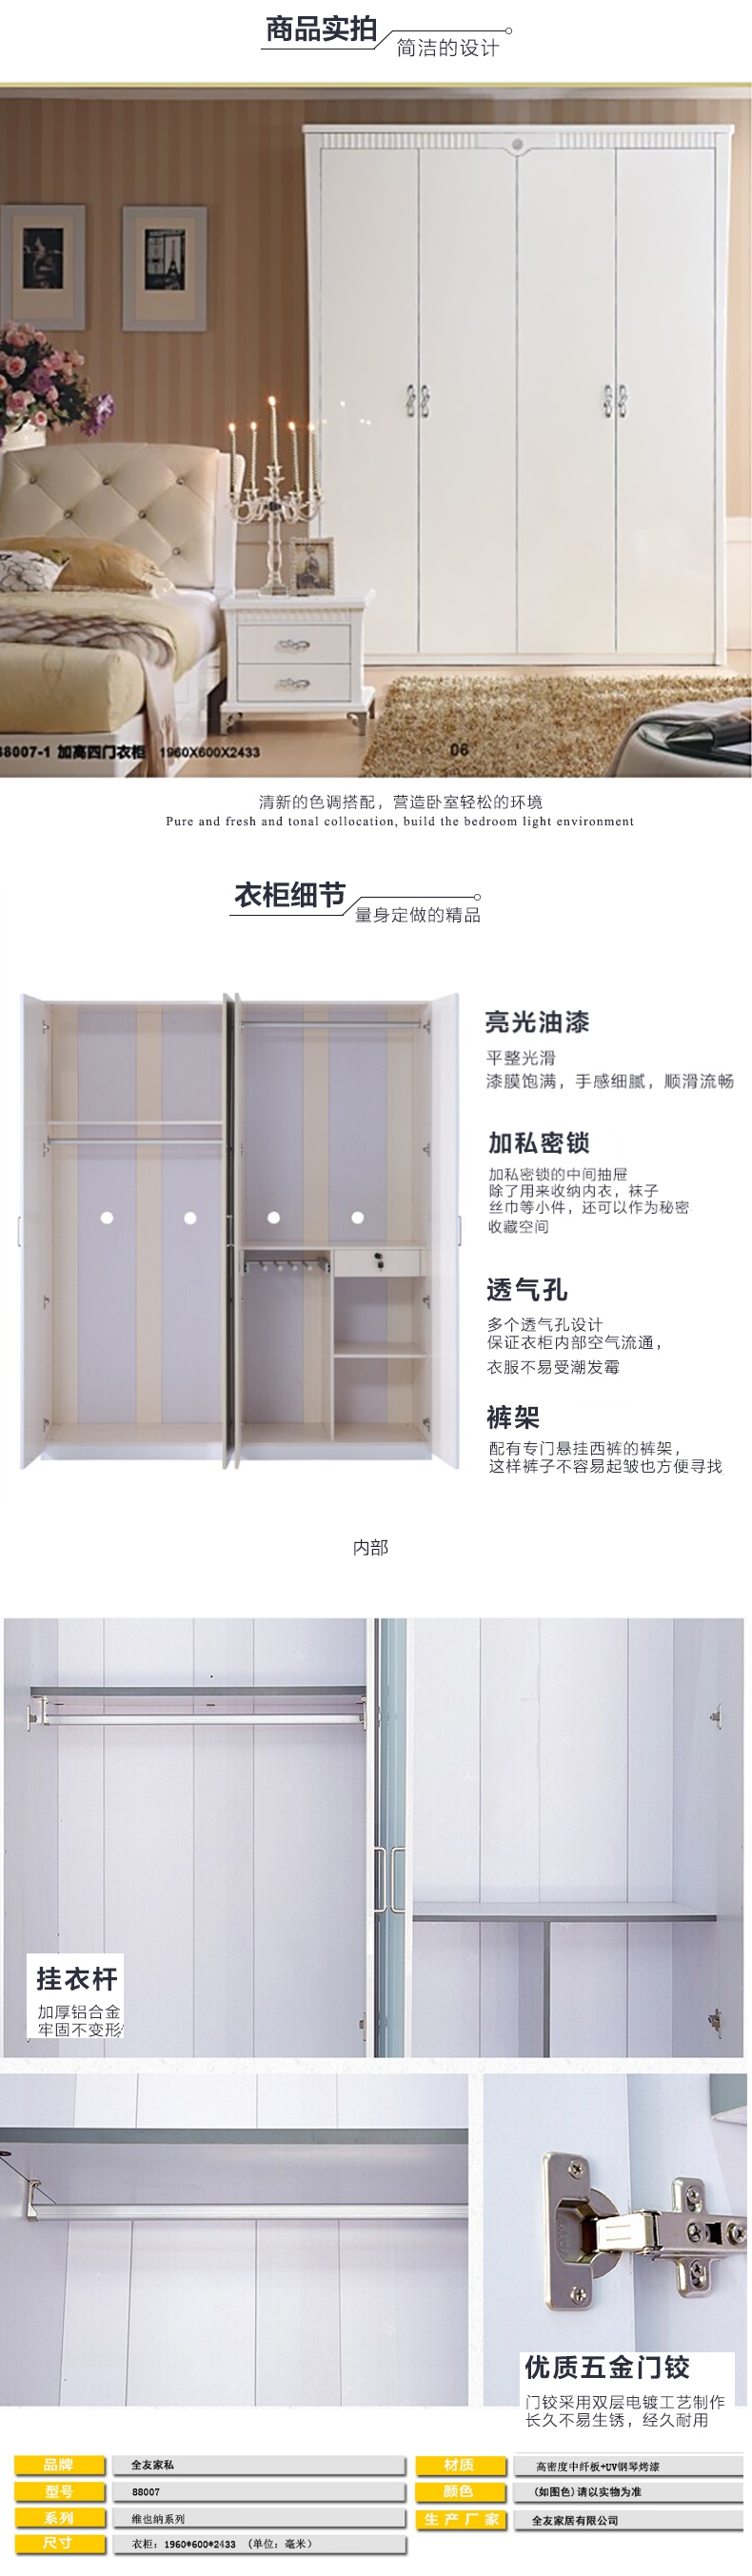 商品实拍
简洁的设计
88007-1 加高四门衣柜 1960X600X2433
06
清新的色调搭配，营造卧室轻松的环境
Pure and fresh and tonal collocation, build the bedroom light environment
衣柜细节
量身定做的精品
亮光油漆
平整光滑
漆膜饱满，手感细腻，顺滑流畅
加私密锁
加私密锁的中间抽屉
除了用来收纳内衣，袜子
丝巾等小件，还可以作为秘密
收藏空间
透气孔
多个透气孔设计
保证衣柜内部空气流通，
衣服不易受潮发霉
裤架
配有专门悬挂西裤的裤架，
这样裤子不容易起皱也方便寻找
内部
挂衣杆
加厚铝合金
牢固不变形
优质五金门铰
门铰采用双层电镀工艺制作
长久不易生锈，经久耐用
品牌 全友家私
型号 88007
系列 维也纳系列
尺寸 衣柜：1960*600*2433 （单位：毫米）
材质 高密度中纤板+UV钢琴烤漆
颜色 (如图色)请以实物为准
生产厂家 全友家居有限公司